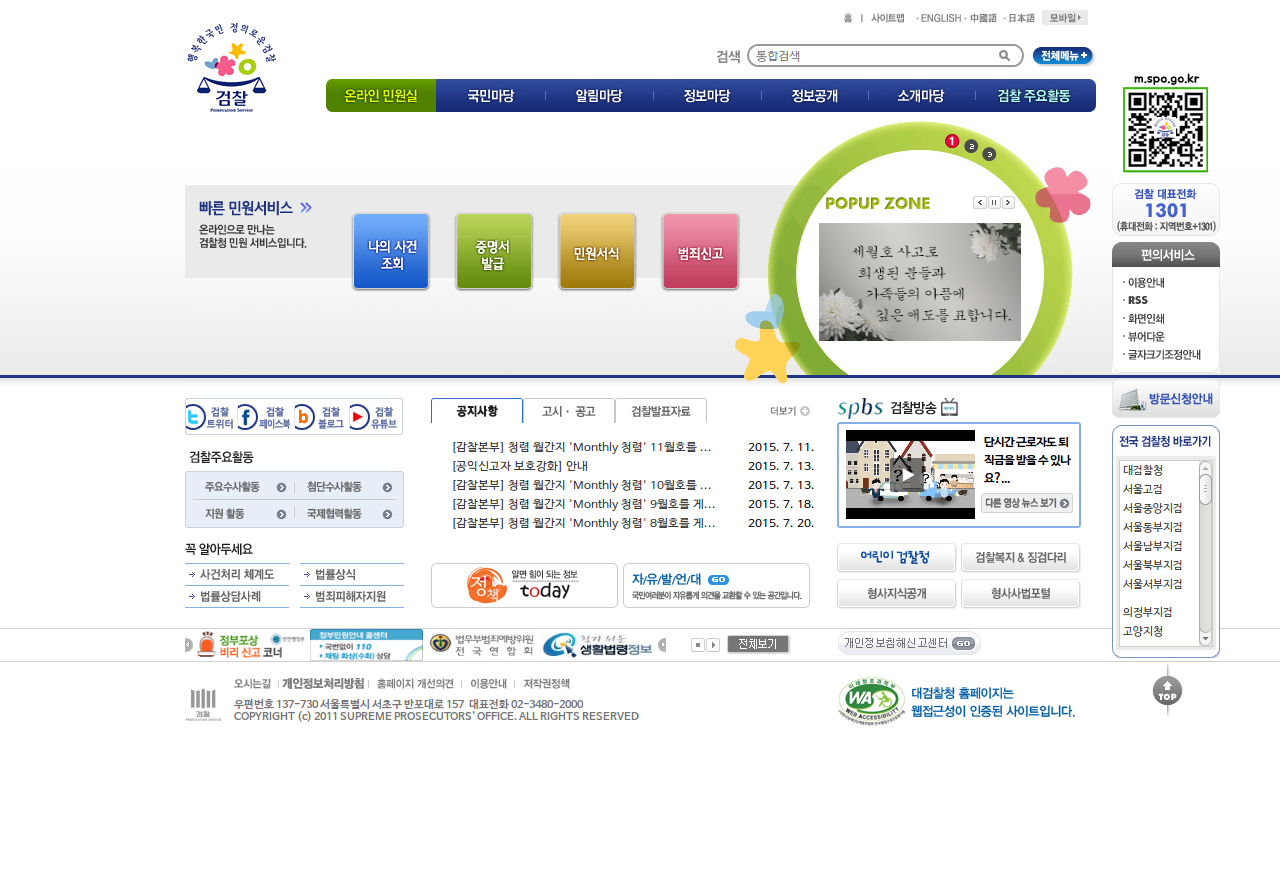 홈 | 사이트맵 · ENGLISH · 中國語 · 日本語 모바일
행복한국민 정의로운검찰
검찰
Prosecution Service
검색 통합검색 전체메뉴 +
온라인 민원실 국민마당 알림마당 정보마당 정보공개 소개마당 검찰 주요활동
m.spo.go.kr
1 2 3
빠른 민원서비스
온라인으로 만나는
검찰청 민원 서비스입니다.
나의 사건
조회
증명서
발급
민원서식
범죄신고
POPUP ZONE
세월호 사고로
희생된 분들과
가족들의 아픔에
깊은 애도를 표합니다.
검찰 대표전화
1301
(휴대전화 : 지역번호+1301)
편의서비스
· 이용안내
· RSS
· 화면인쇄
· 뷰어다운
· 글자크기조정안내
방문신청안내
검찰
트위터
검찰
페이스북
검찰
블로그
검찰
유튜브
검찰주요활동
주요수사활동 첨단수사활동
지원 활동 국제협력활동
꼭 알아두세요
사건처리 체계도 법률상식
법률상담사례 범죄피해자지원
공지사항 고시 · 공고 검찰발표자료 더보기
[감찰본부] 청렴 월간지 'Monthly 청렴' 11월호를 ... 2015. 7. 11.
[공익신고자 보호강화] 안내 2015. 7. 13.
[감찰본부] 청렴 월간지 'Monthly 청렴' 10월호를 ... 2015. 7. 13.
[감찰본부] 청렴 월간지 'Monthly 청렴' 9월호를 게... 2015. 7. 18.
[감찰본부] 청렴 월간지 'Monthly 청렴' 8월호를 게... 2015. 7. 20.
정책
알면 힘이 되는 정보
today
자/유/발/언/대 GO
국민여러분이 자유롭게 의견을 교환할 수 있는 공간입니다.
spbs 검찰방송 NEWS
단시간 근로자도 퇴
직금을 받을 수 있나
요?...
다른 영상 뉴스 보기
어린이 검찰청 검찰복지 & 징검다리
형사지식공개 형사사법포털
전국 검찰청 바로가기
대검찰청
서울고검
서울중앙지검
서울동부지검
서울남부지검
서울북부지검
서울서부지검
의정부지검
고양지청
정부포상
비리 신고 코너
안전행정부
정부민원안내 콜센터
• 국번없이 110
• 채팅·화상(수화) 상담
법무부범죄예방위원
전국연합회
찾기 쉬운
생활법령정보
전체보기
개인정보침해신고센터 GO
오시는길 | 개인정보처리방침 | 홈페이지 개선의견 | 이용안내 | 저작권정책
검찰
PROSECUTION SERVICE
우편번호 137-730 서울특별시 서초구 반포대로 157 대표전화 02-3480-2000
COPYRIGHT (c) 2011 SUPREME PROSECUTORS' OFFICE. ALL RIGHTS RESERVED
미래창조과학부
WA
WEB ACCESSIBILITY
대검찰청 홈페이지는
웹접근성이 인증된 사이트입니다.
TOP